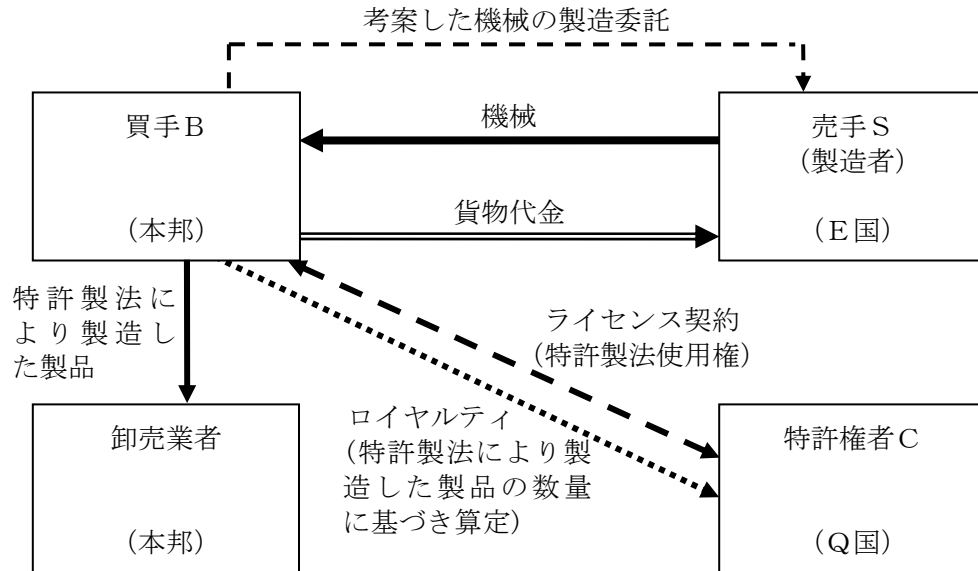 考案した機械の製造委託
買手Ｂ
（本邦）
機械
貨物代金
売手Ｓ
（製造者）
（Ｅ国）
特許製法に
より製造し
た製品
ライセンス契約
（特許製法使用権）
ロイヤルティ
（特許製法により製
造した製品の数量
に基づき算定）
卸売業者
（本邦）
特許権者Ｃ
（Ｑ国）